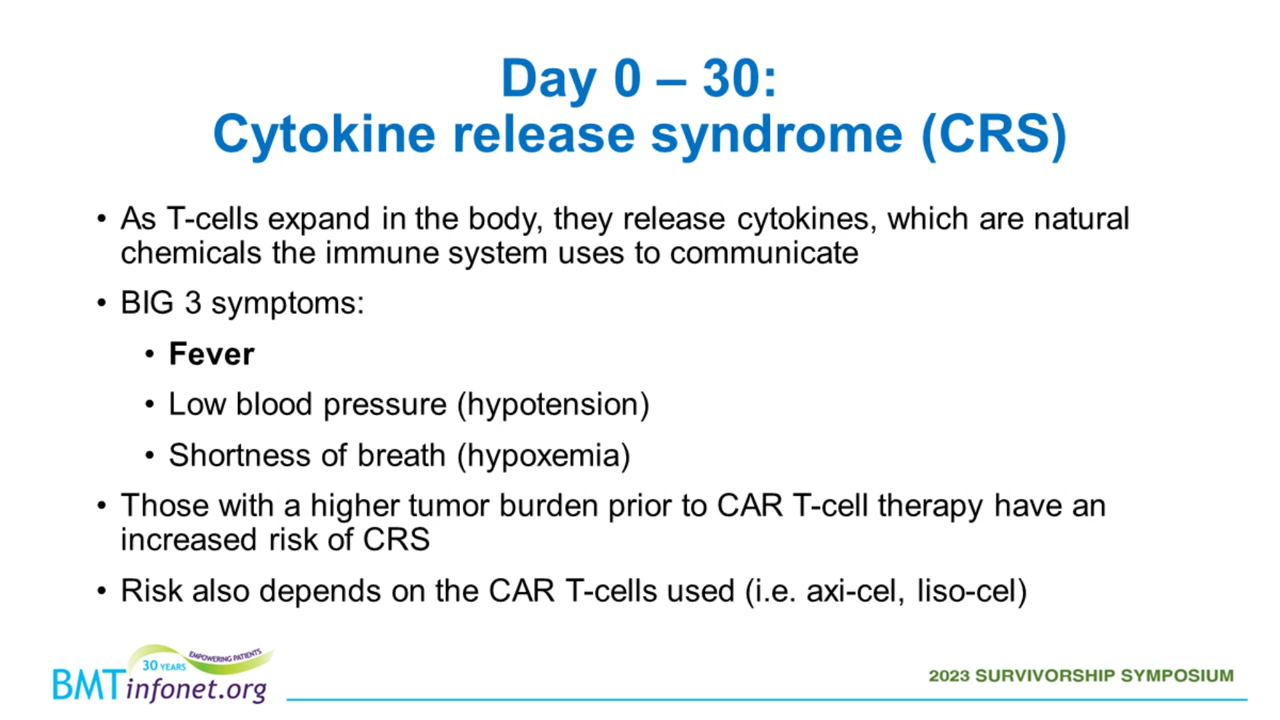 Day 0 – 30:
Cytokine release syndrome (CRS)
• As T-cells expand in the body, they release cytokines, which are natural
chemicals the immune system uses to communicate
• BIG 3 symptoms:
• Fever
• Low blood pressure (hypotension)
• Shortness of breath (hypoxemia)
• Those with a higher tumor burden prior to CAR T-cell therapy have an
increased risk of CRS
• Risk also depends on the CAR T-cells used (i.e. axi-cel, liso-cel)
30 YEARS EMPOWERING PATIENTS
BMTinfonet.org
2023 SURVIVORSHIP SYMPOSIUM